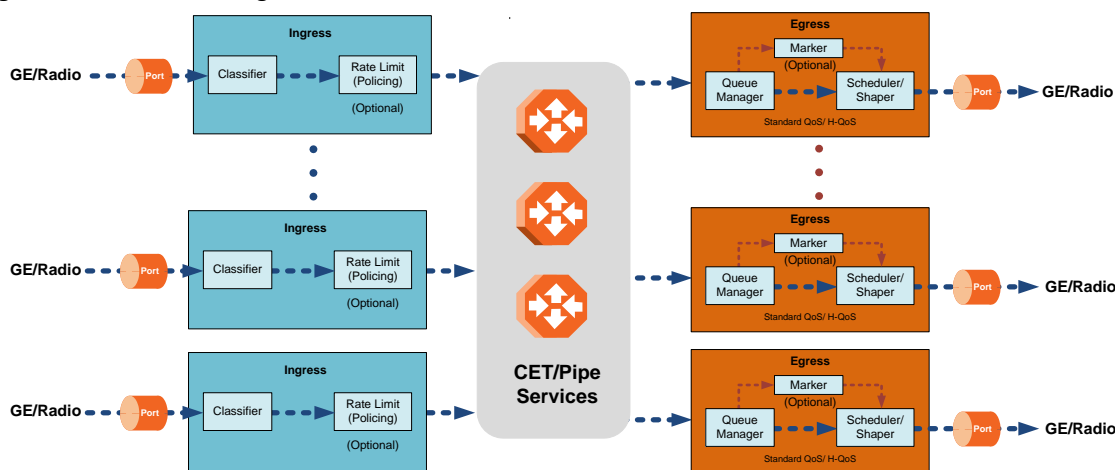 Ingress
GE/Radio
Port
Classifier
Rate Limit
(Policing)
(Optional)
Egress
Marker
(Optional)
Queue
Manager
Scheduler/
Shaper
Standard QoS/ H-QoS
Port
GE/Radio
Ingress
GE/Radio
Port
Classifier
Rate Limit
(Policing)
(Optional)
Egress
Marker
(Optional)
Queue
Manager
Scheduler/
Shaper
Standard QoS/ H-QoS
Port
GE/Radio
Ingress
GE/Radio
Port
Classifier
Rate Limit
(Policing)
(Optional)
CET/Pipe
Services
Egress
Marker
(Optional)
Queue
Manager
Scheduler/
Shaper
Standard QoS/ H-QoS
Port
GE/Radio